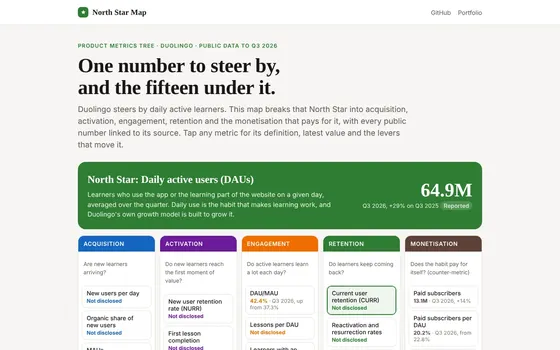 North Star Map
GitHub
Portfolio
PRODUCT METRICS TREE · DUOLINGO · PUBLIC DATA TO Q3 2026
One number to steer by,
and the fifteen under it.
Duolingo steers by daily active learners. This map breaks that North Star into acquisition,
activation, engagement, retention and the monetisation that pays for it, with every public
number linked to its source. Tap any metric for its definition, latest value and the levers
that move it.
North Star: Daily active users (DAUs)
Learners who use the app or the learning part of the website on a given day,
averaged over the quarter. Daily use is the habit that makes learning work, and
Duolingo's own growth model is built to grow it.
64.9M
Q3 2026, +29% on Q3 2025 Reported
ACQUISITION
Are new learners
arriving?
New users per day
Not disclosed
Organic share of
new users
Not disclosed
ACTIVATION
Do new learners reach
the first moment of
value?
New user retention
rate (NURR)
Not disclosed
First lesson
completion
Not disclosed
ENGAGEMENT
Do active learners learn
a lot each day?
DAU/MAU
42.4% · Q3 2026, up
from 37.3%
Lessons per DAU
Not disclosed
RETENTION
Do learners keep coming
back?
Current user
retention (CURR)
Not disclosed
Reactivation and
resurrection rates
Not disclosed
MONETISATION
Does the habit pay for
itself? (counter-metric)
Paid subscribers
13.1M · Q3 2026, +14%
Paid subscribers per
DAU
20.2% · Q3 2026, from
22.8%